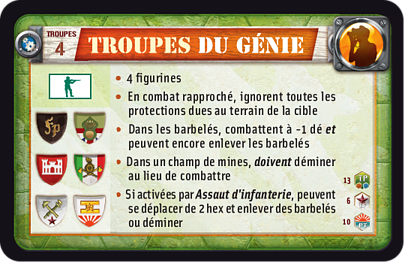 TROUPES
4
TROUPES DU GÉNIE
• 4 figurines
• En combat rapproché, ignorent toutes les
protections dues au terrain de la cible
• Dans les barbelés, combattent à -1 dé et
peuvent encore enlever les barbelés
• Dans un champ de mines, doivent déminer
au lieu de combattre
• Si activées par Assaut d'infanterie, peuvent
se déplacer de 2 hex et enlever des barbelés
ou déminer
FP
13
6
10